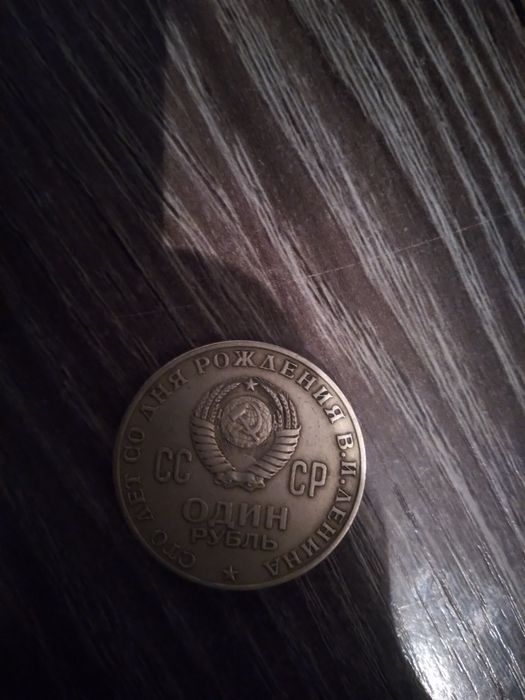 СТО ЛЕТ СО ДНЯ РОЖДЕНИЯ В.И.ЛЕНИНА
СС СР
ОДИН
РУБЛЬ